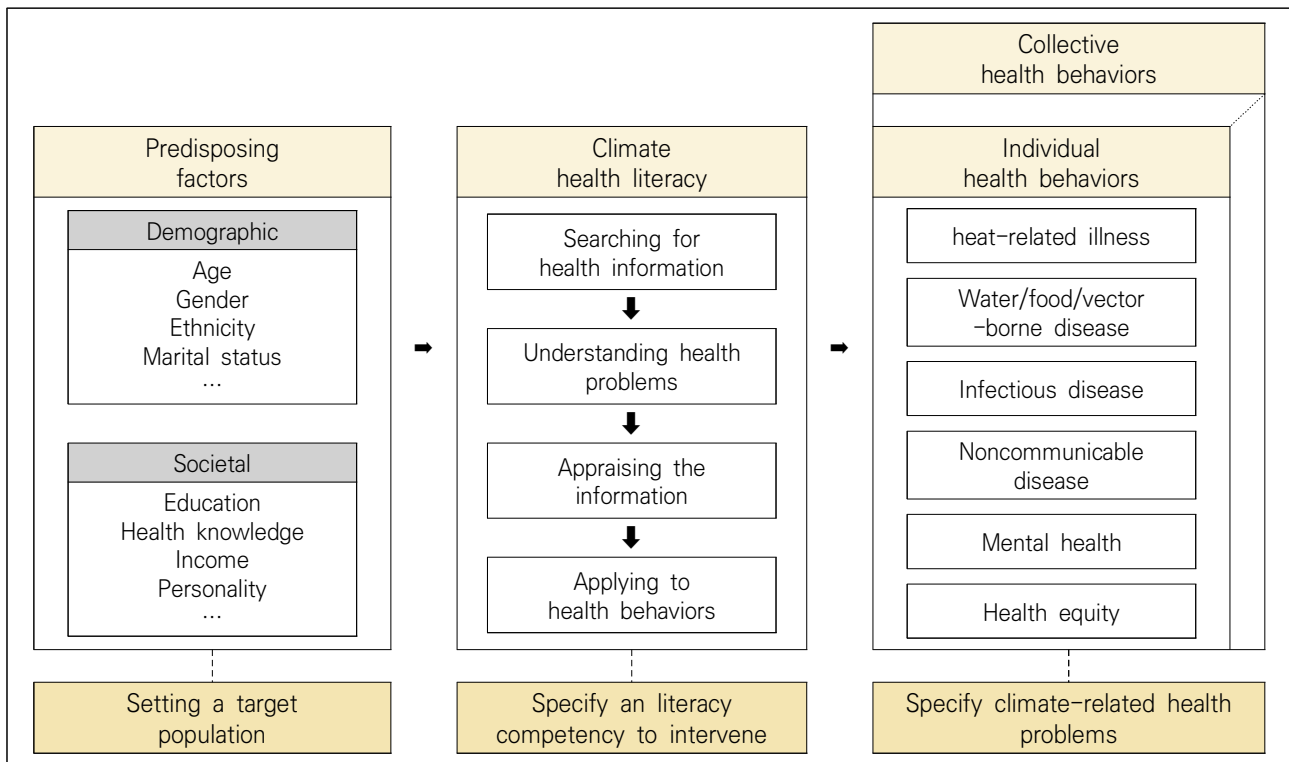 Collective
health behaviors
Predisposing
factors
Demographic
Age
Gender
Ethnicity
Marital status
...
Societal
Education
Health knowledge
Income
Personality
...
Setting a target
population
Climate
health literacy
Searching for
health information
Understanding health
problems
Appraising the
information
Applying to
health behaviors
Specify an literacy
competency to intervene
Individual
health behaviors
heat-related illness
Water/food/vector
-borne disease
Infectious disease
Noncommunicable
disease
Mental health
Health equity
Specify climate-related health
problems